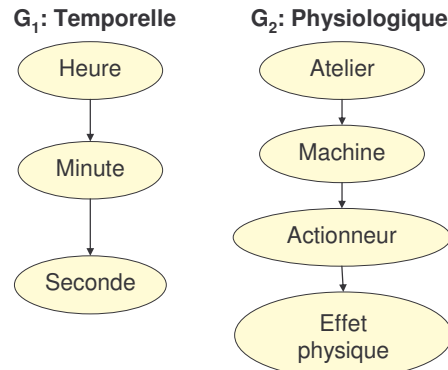 G1: Temporelle
Heure
Minute
Seconde
G2: Physiologique
Atelier
Machine
Actionneur
Effet
physique